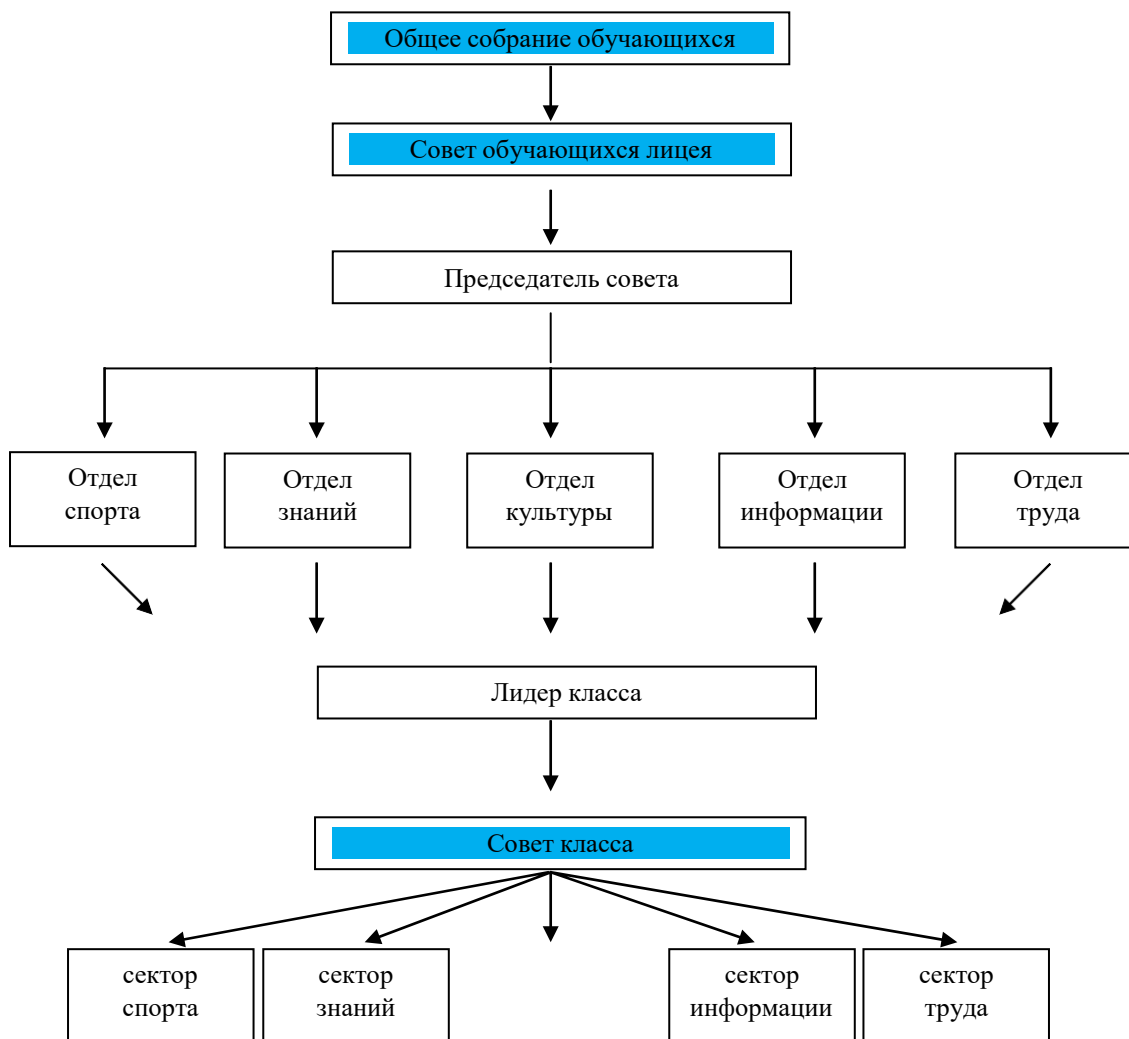 Общее собрание обучающихся
Совет обучающихся лицея
Председатель совета
Отдел
спорта
Отдел
знаний
Отдел
культуры
Отдел
информации
Отдел
труда
Лидер класса
Совет класса
сектор
спорта
сектор
знаний
сектор
информации
сектор
труда